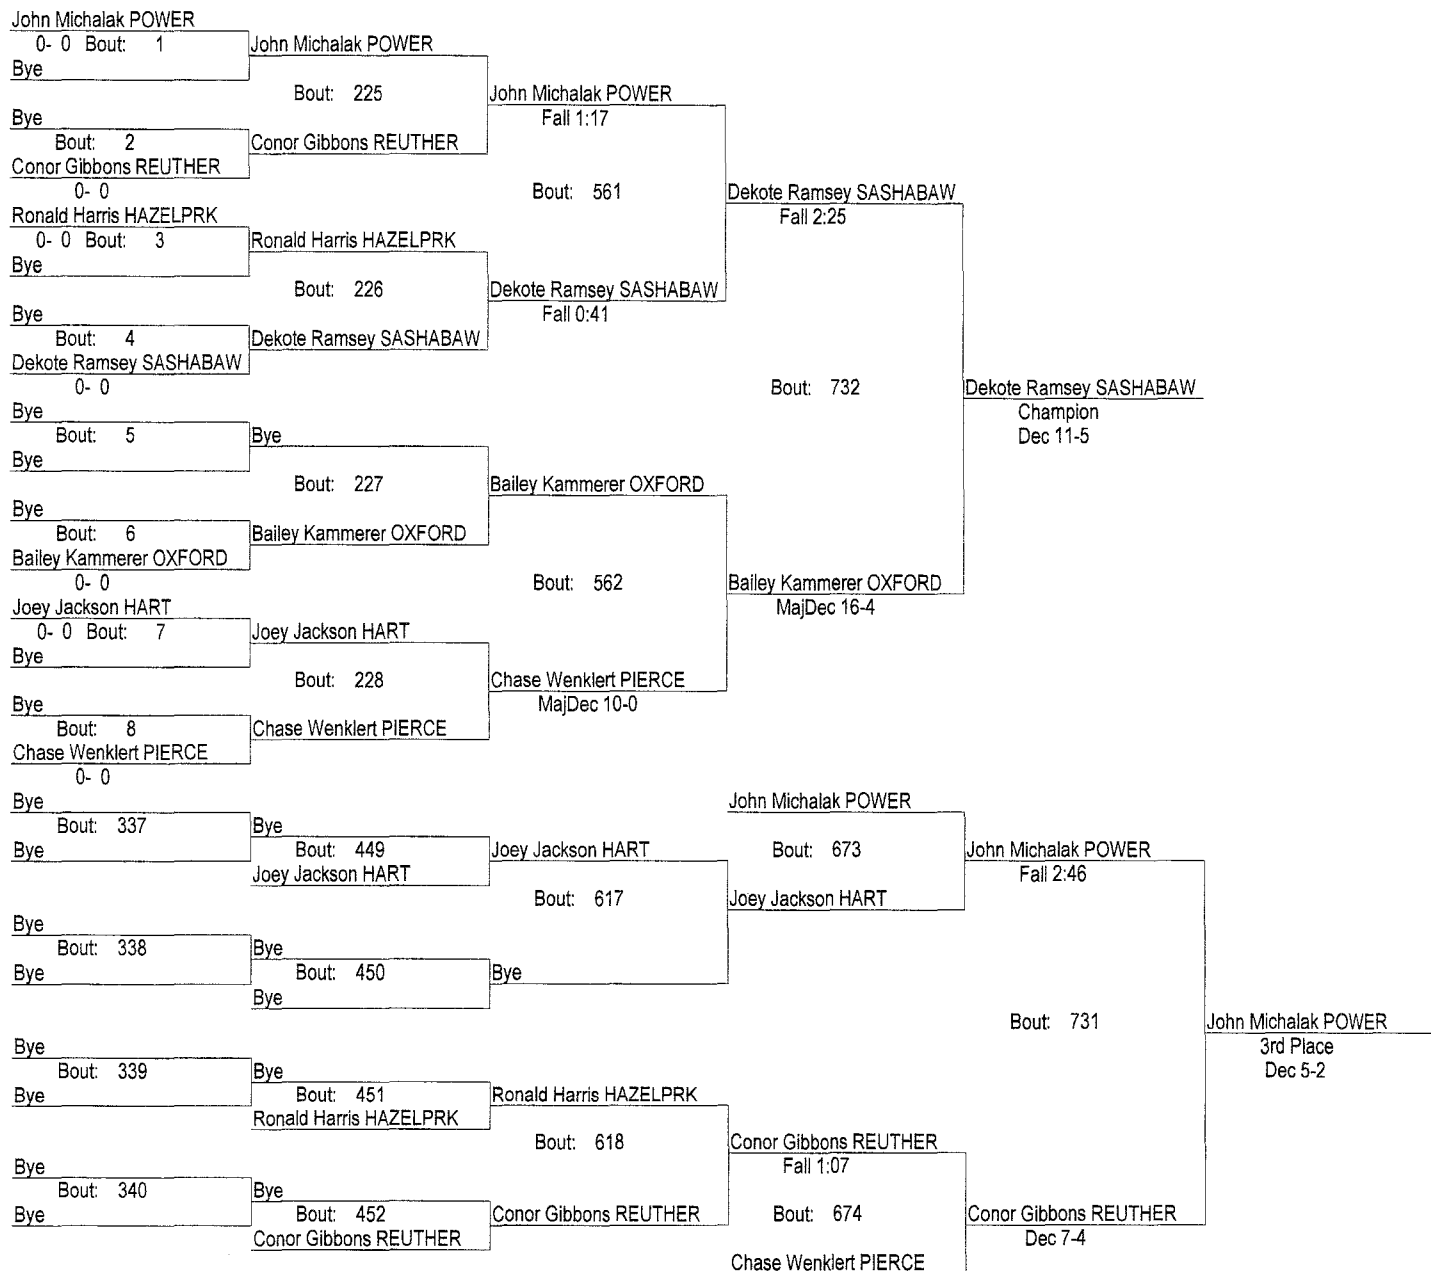 John Michalak POWER
0- 0 Bout: 1
Bye
John Michalak POWER
Bout: 225
John Michalak POWER
Fall 1:17
Bye
Bout: 2
Conor Gibbons REUTHER
0- 0
Conor Gibbons REUTHER
Bout: 561
Dekote Ramsey SASHABAW
Fall 2:25
Ronald Harris HAZELPRK
0- 0 Bout: 3
Bye
Ronald Harris HAZELPRK
Bout: 226
Dekote Ramsey SASHABAW
Fall 0:41
Bye
Bout: 4
Dekote Ramsey SASHABAW
0- 0
Dekote Ramsey SASHABAW
Bout: 732
Dekote Ramsey SASHABAW
Champion
Dec 11-5
Bye
Bout: 5
Bye
Bye
Bout: 227
Bailey Kammerer OXFORD
Bye
Bout: 6
Bailey Kammerer OXFORD
0- 0
Bailey Kammerer OXFORD
Bout: 562
Bailey Kammerer OXFORD
MajDec 16-4
Joey Jackson HART
0- 0 Bout: 7
Bye
Joey Jackson HART
Bout: 228
Chase Wenklert PIERCE
MajDec 10-0
Bye
Bout: 8
Chase Wenklert PIERCE
0- 0
Chase Wenklert PIERCE
Bye
Bout: 337
Bye
Bye
Bout: 449
Joey Jackson HART
Joey Jackson HART
Bout: 617
John Michalak POWER
Bout: 673
Joey Jackson HART
John Michalak POWER
Fall 2:46
Bye
Bout: 338
Bye
Bye
Bout: 450
Bye
Bye
Bout: 731
John Michalak POWER
3rd Place
Dec 5-2
Bye
Bout: 339
Bye
Bye
Bout: 451
Ronald Harris HAZELPRK
Ronald Harris HAZELPRK
Bout: 618
Conor Gibbons REUTHER
Fall 1:07
Bout: 674
Chase Wenklert PIERCE
Conor Gibbons REUTHER
Dec 7-4
Bye
Bout: 340
Bye
Bye
Bout: 452
Conor Gibbons REUTHER
Conor Gibbons REUTHER